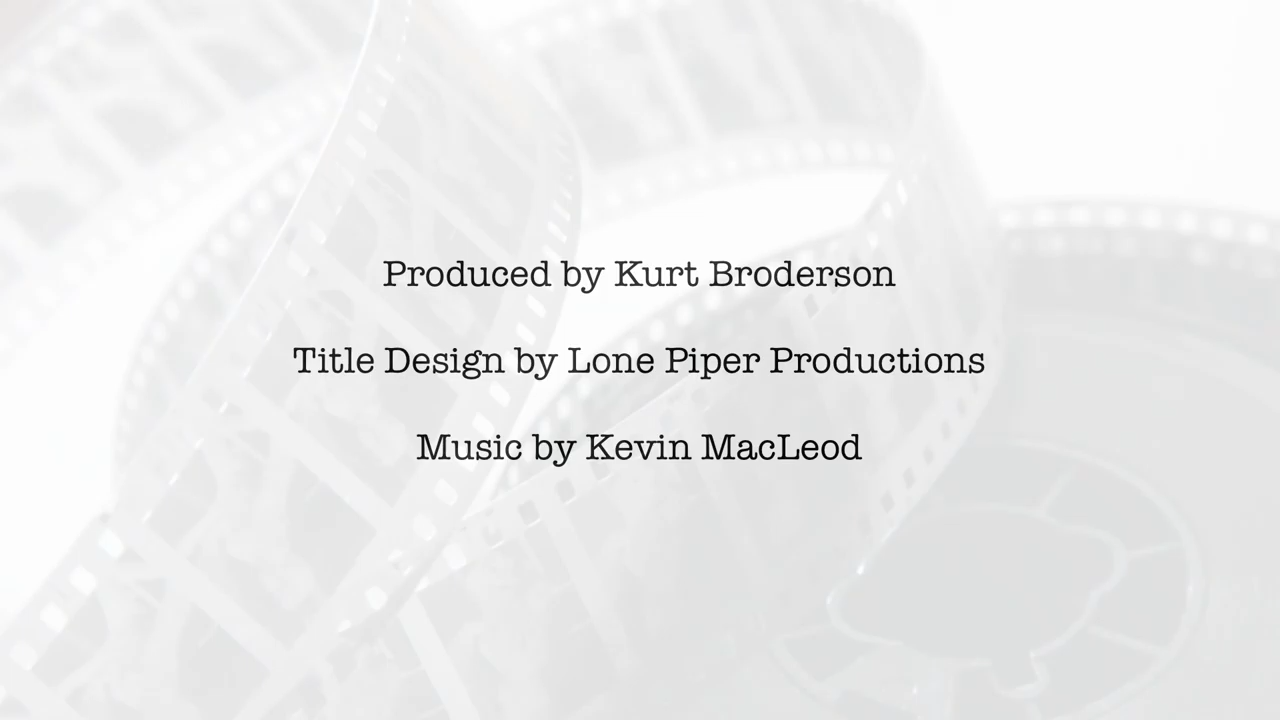 Produced by Kurt Broderson
Title Design by Lone Piper Productions
Music by Kevin MacLeod